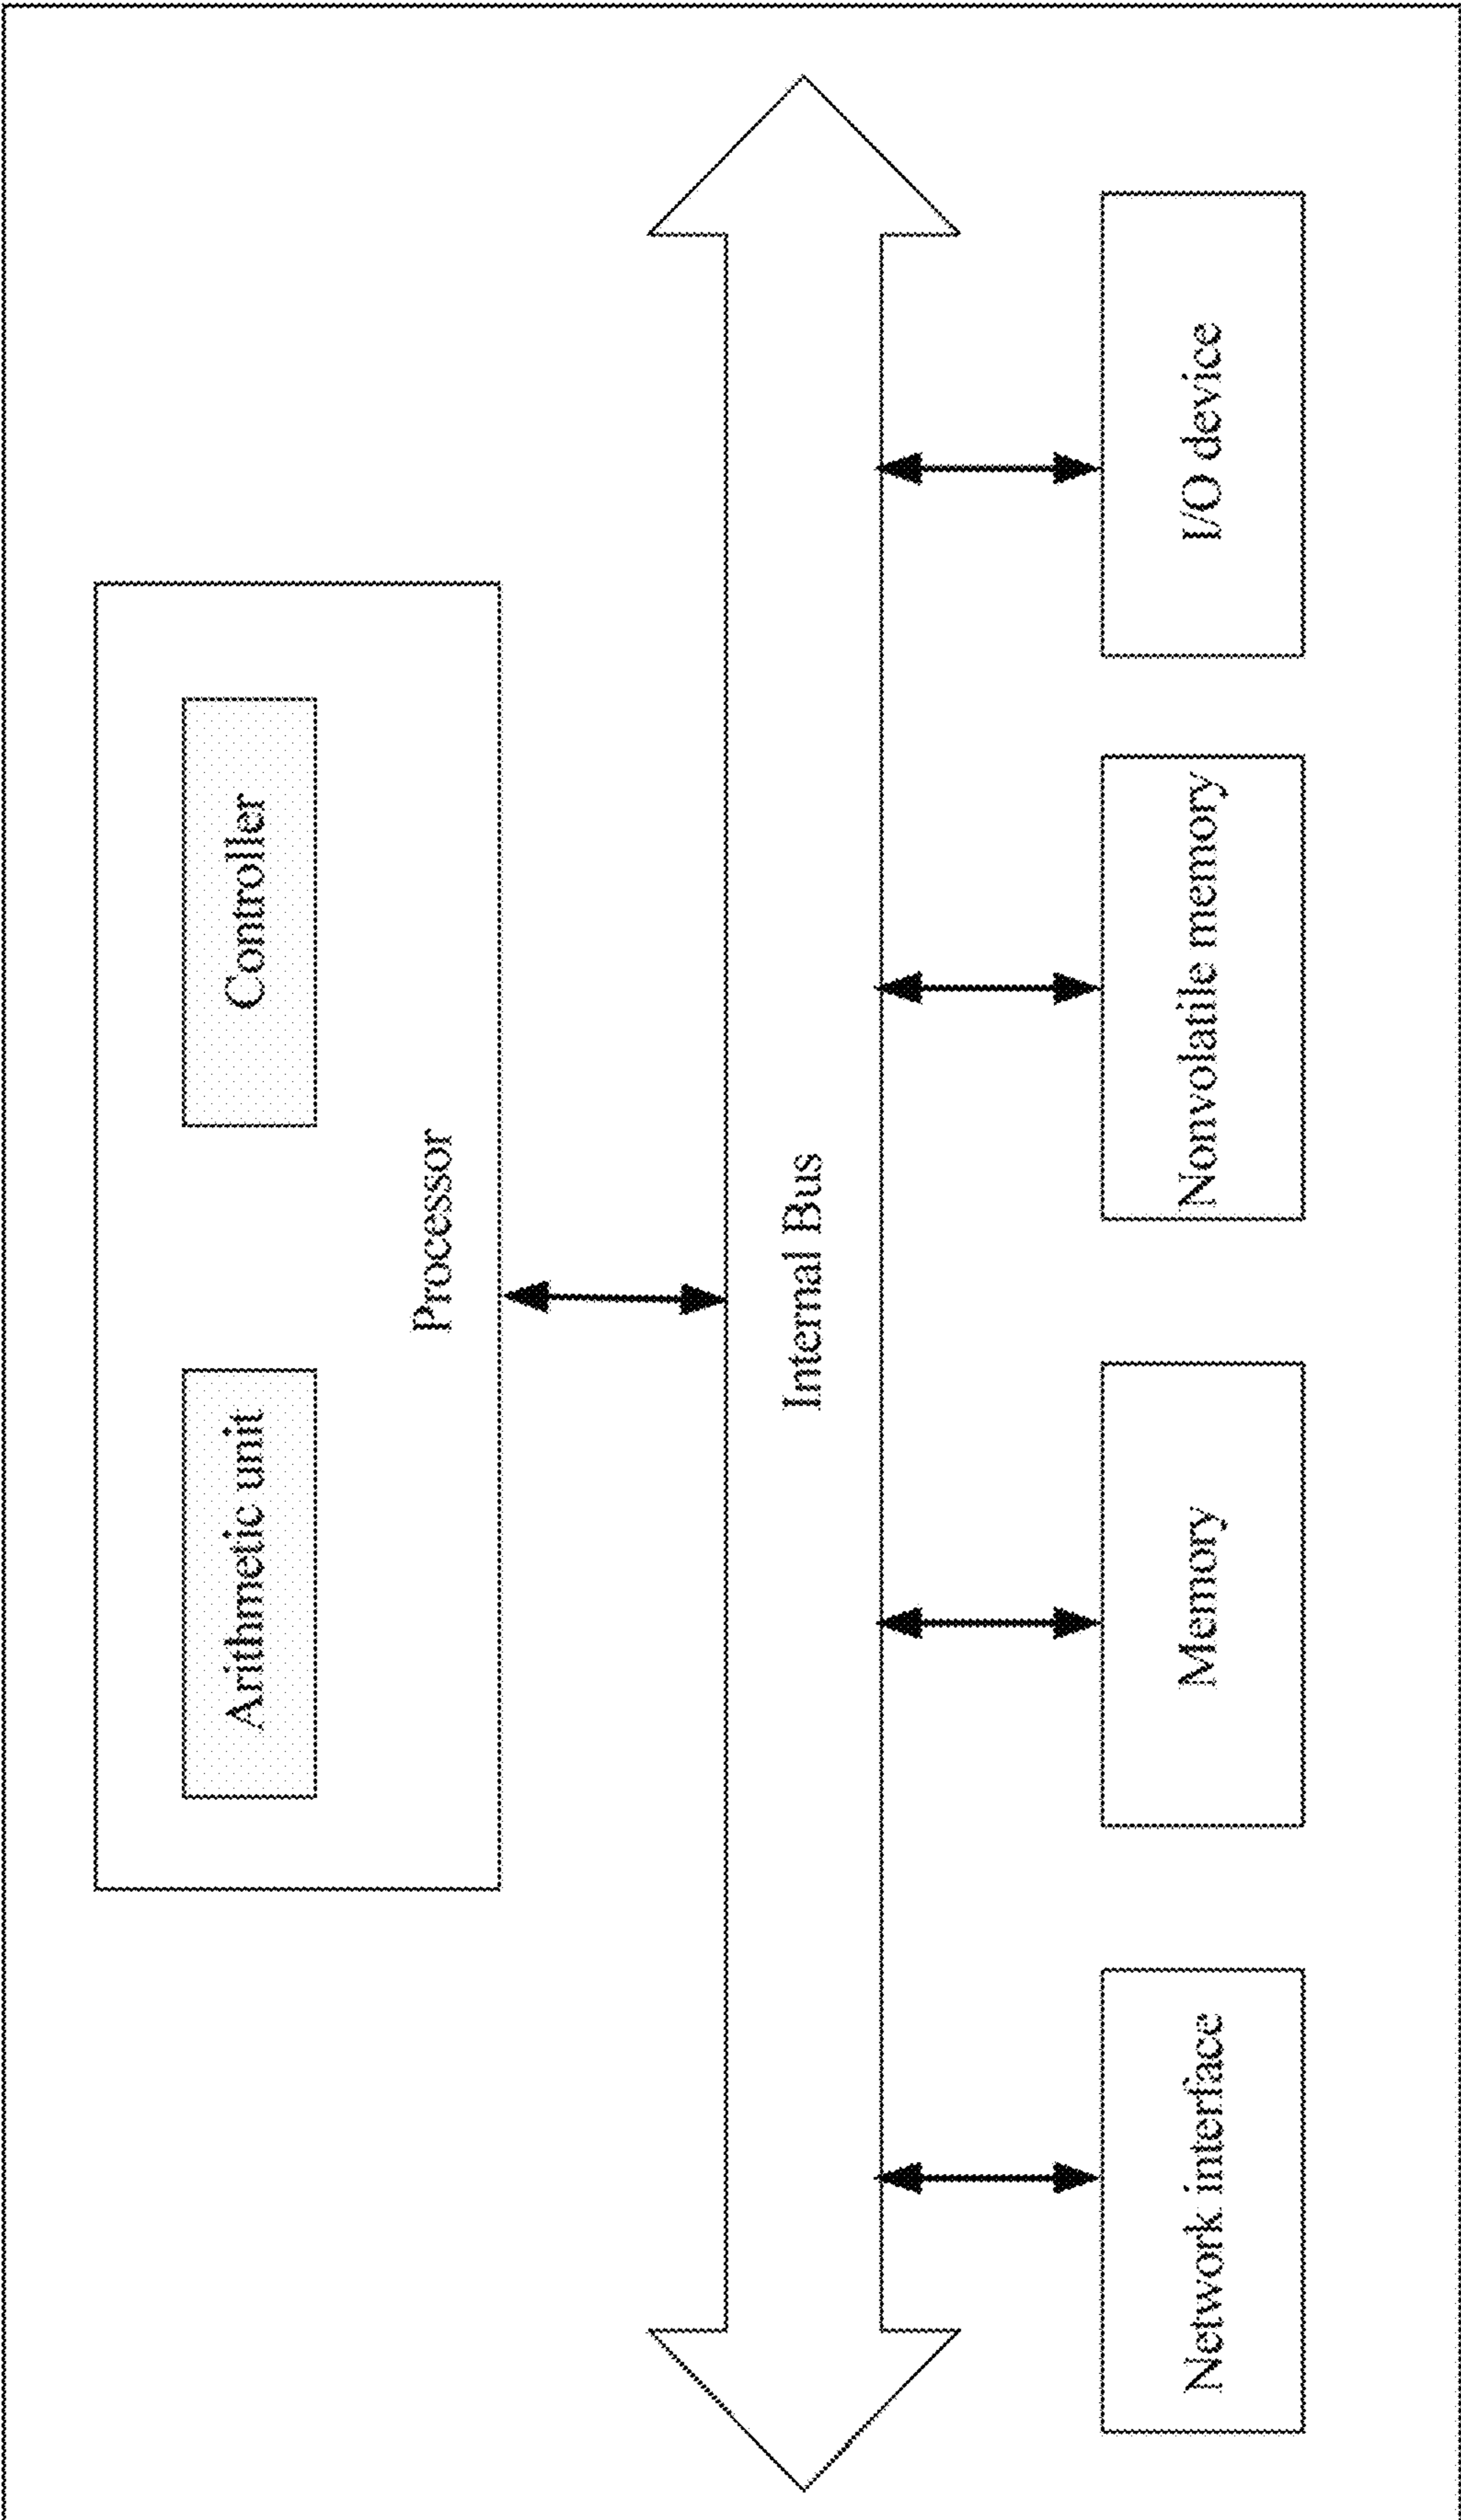 Arithmetic unit
Controller
Processor
Internal Bus
Network interface
Memory
Nonvolatile memory
I/O device